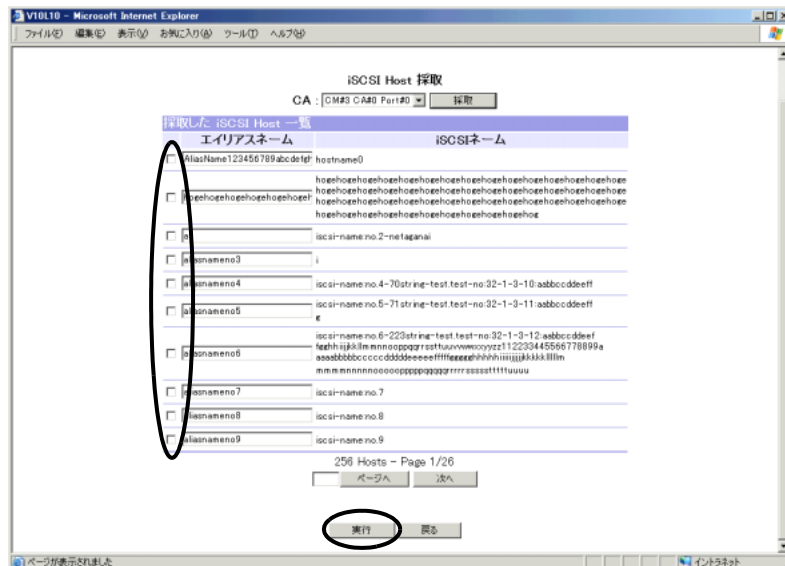 V10L10 - Microsoft Internet Explorer
ファイル(F) 編集(E) 表示(V) お気に入り(A) ツール(T) ヘルプ(H)
iSCSI Host 採取
CA : CM#3 CA#0 Port#0 採取
採取した iSCSI Host 一覧
エイリアスネーム iSCSIネーム
AliasName123456789abcdefgh hostname0
hogehogehogehogehogehogehogehogehogehogehogehogehoge
hogehogehogehogehogehogehogehogehogehogehogehogehoge
hogehogehogehogehogehogeh hogehogehogehogehogehogehogehogehogehogehogehogehoge
hogehogehogehogehogehogehogehogehogehog
al iscsi-name:no.2-netaganai
aliasnameno3 i
aliasnameno4 iscsi-name:no.4-70string-test.test-no:32-1-3-10:aabbccddeeff
aliasnameno5 iscsi-name:no.5-71string-test.test-no:32-1-3-11:aabbccddeeff
g
iscsi-name:no.6-223string-test.test-no:32-1-3-12:aabbccddeef
aliasnameno6
aliasnameno7 iscsi-name:no.7
aliasnameno8 iscsi-name:no.8
aliasnameno9 iscsi-name:no.9
256 Hosts - Page 1/26
ページへ 次へ
実行 戻る
ページが表示されました イントラネット